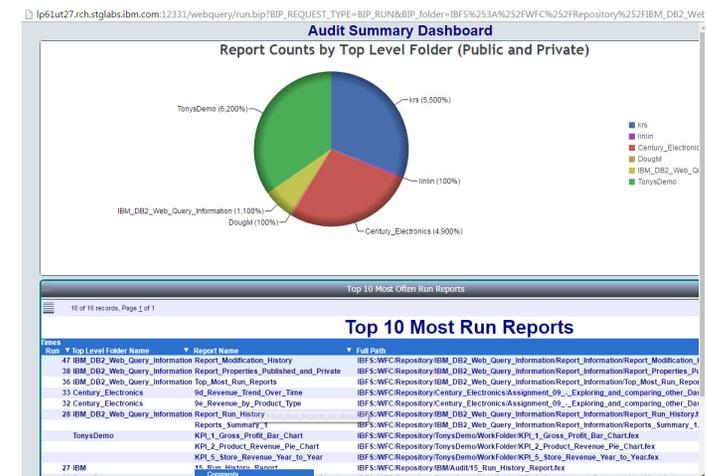 lp61ut27.rch.stglabs.ibm.com:12331/webquery/run.bip?BIP_REQUEST_TYPE=BIP_RUN&BIP_folder=IBFS%253A%252FWFC%252FRepository%252FIBM_DB2_Web
Audit Summary Dashboard
Report Counts by Top Level Folder (Public and Private)
TonysDemo (6,200%)
krs (5,500%)
krs
linlin
Century_Electronic
DougM
IBM_DB2_Web_Qu
TonysDemo
linlin (100%)
IBM_DB2_Web_Query_Information (1,100%)
DougM (100%)
Century_Electronics (4,900%)
Top 10 Most Often Run Reports
16 of 16 records, Page 1 of 1
Top 10 Most Run Reports
Times
Run Top Level Folder Name Report Name Full Path
47 IBM_DB2_Web_Query_Information Report_Modification_History IBFS:/WFC/Repository/IBM_DB2_Web_Query_Information/Report_Information/Report_Modification_
38 IBM_DB2_Web_Query_Information Report_Properties_Published_and_Private IBFS:/WFC/Repository/IBM_DB2_Web_Query_Information/Report_Information/Report_Properties_Pu
36 IBM_DB2_Web_Query_Information Top_Most_Run_Reports IBFS:/WFC/Repository/IBM_DB2_Web_Query_Information/Report_Information/Top_Most_Run_Repor
33 Century_Electronics 9d_Revenue_Trend_Over_Time IBFS:/WFC/Repository/Century_Electronics/Assignment_09_-_Exploring_and_comparing_other_Das
32 Century_Electronics 9e_Revenue_by_Product_Type IBFS:/WFC/Repository/Century_Electronics/Assignment_09_-_Exploring_and_comparing_other_Das
28 IBM_DB2_Web_Query_Information Report_Run_History IBFS:/WFC/Repository/IBM_DB2_Web_Query_Information/Report_Information/Report_Run_History.f
Reports_Summary_1 IBFS:/WFC/Repository/IBM_DB2_Web_Query_Information/Report_Information/Reports_Summary_1.
TonysDemo KPI_1_Gross_Profit_Bar_Chart IBFS:/WFC/Repository/TonysDemo/WorkFolder/KPI_1_Gross_Profit_Bar_Chart.fex
KPI_2_Product_Revenue_Pie_Chart IBFS:/WFC/Repository/TonysDemo/WorkFolder/KPI_2_Product_Revenue_Pie_Chart.fex
KPI_5_Store_Revenue_Year_to_Year IBFS:/WFC/Repository/TonysDemo/WorkFolder/KPI_5_Store_Revenue_Year_to_Year.fex
27 IBM 15_Run_History_Report IBFS:/WFC/Repository/IBM/Audit/15_Run_History_Report.fex
Comments